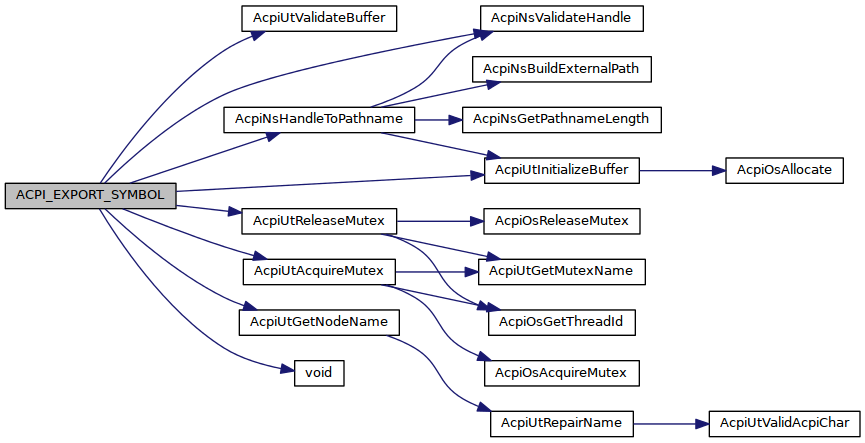 AcpiUtValidateBuffer
AcpiNsValidateHandle
AcpiNsBuildExternalPath
AcpiNsHandleToPathname
AcpiNsGetPathnameLength
AcpiUtInitializeBuffer
AcpiOsAllocate
ACPI_EXPORT_SYMBOL
AcpiUtReleaseMutex
AcpiOsReleaseMutex
AcpiUtAcquireMutex
AcpiUtGetMutexName
AcpiUtGetNodeName
AcpiOsGetThreadId
void
AcpiOsAcquireMutex
AcpiUtRepairName
AcpiUtValidAcpiChar